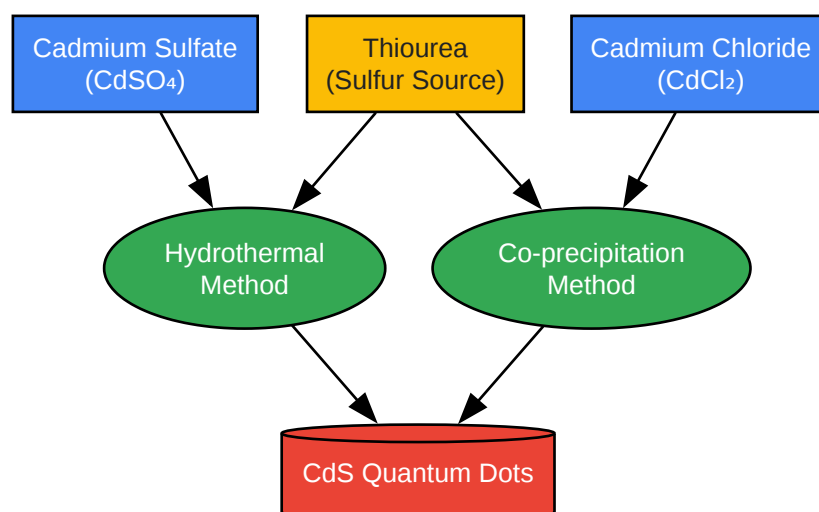 Cadmium Sulfate
(CdSO₄)
Thiourea
(Sulfur Source)
Cadmium Chloride
(CdCl₂)
Hydrothermal
Method
Co-precipitation
Method
CdS Quantum Dots